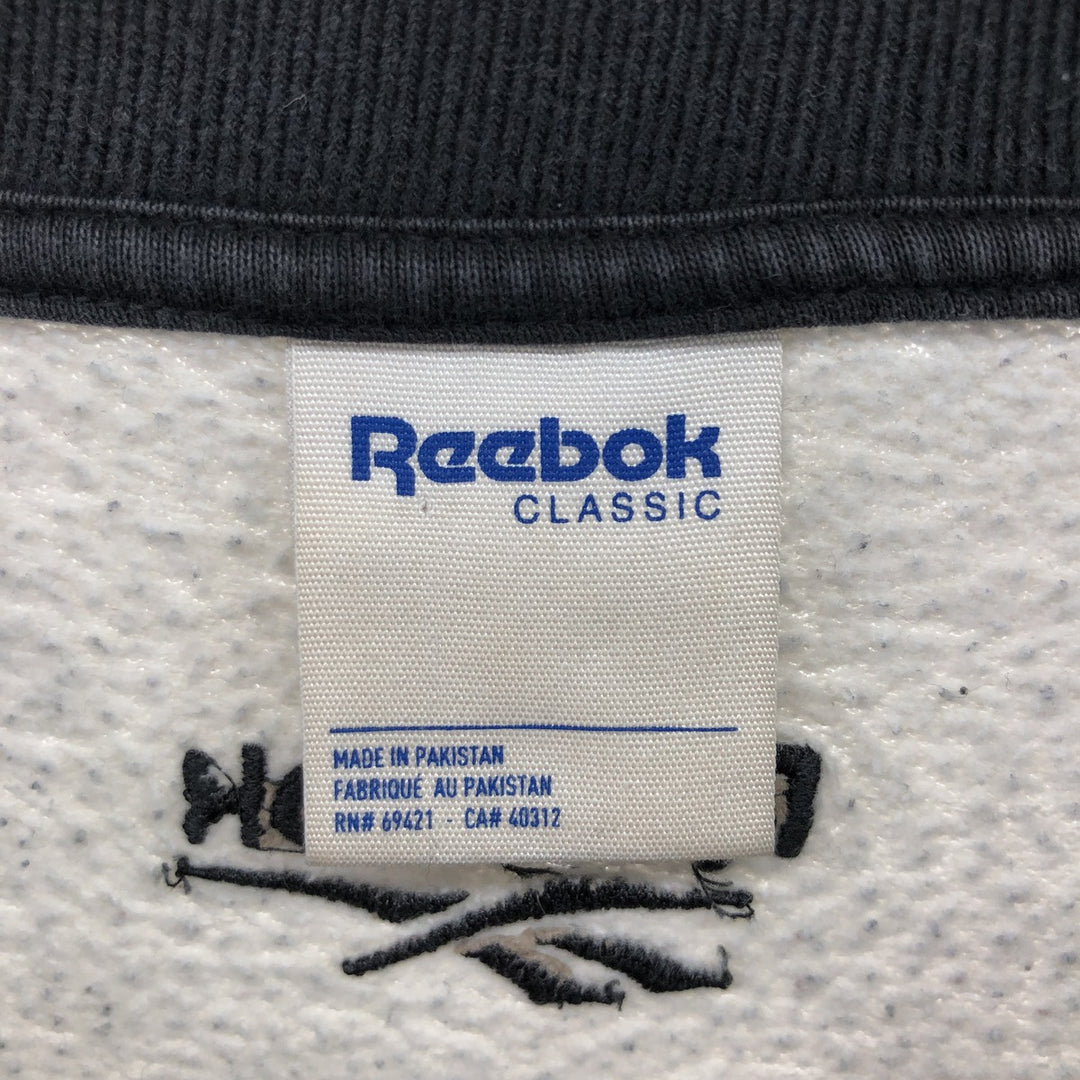 Reebok
CLASSIC
MADE IN PAKISTAN
FABRIQUÉ AU PAKISTAN
RN# 69421 - CA# 40312